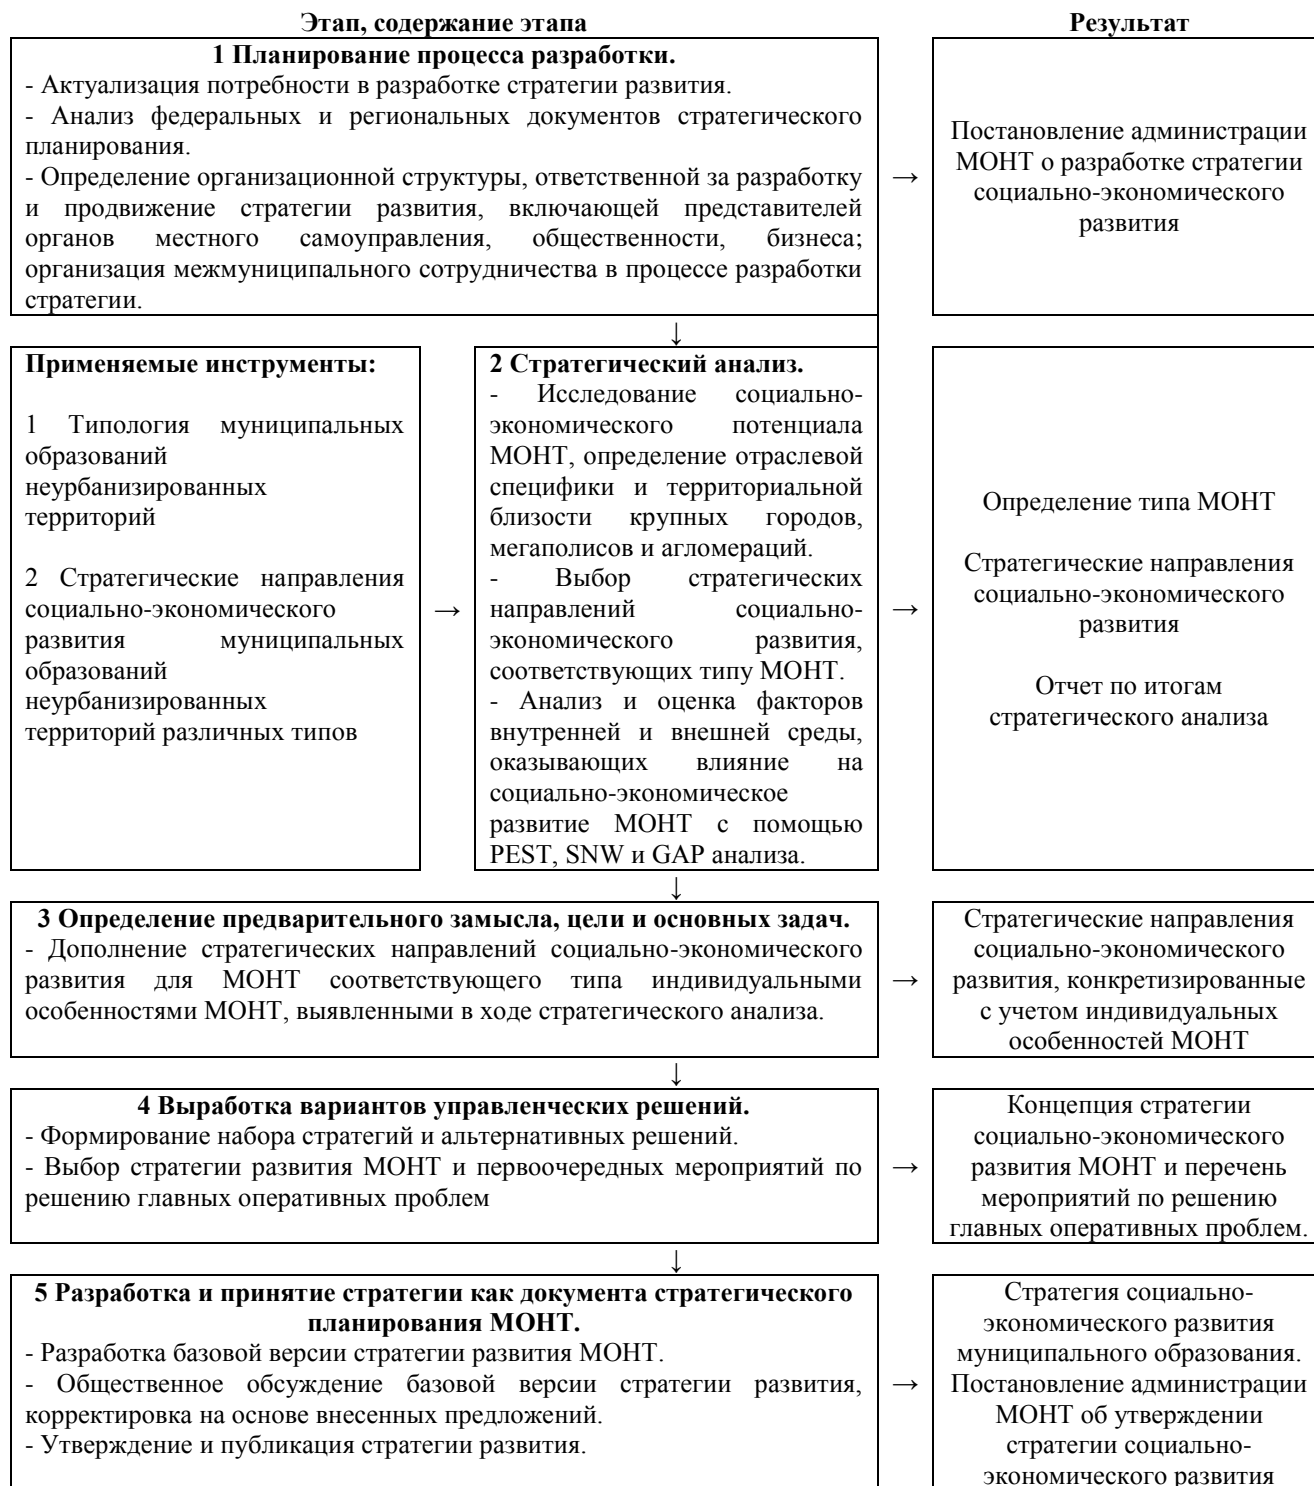 Этап, содержание этапа
Результат
1 Планирование процесса разработки.
- Актуализация потребности в разработке стратегии развития.
- Анализ федеральных и региональных документов стратегического
планирования.
- Определение организационной структуры, ответственной за разработку
и продвижение стратегии развития, включающей представителей
органов местного самоуправления, общественности, бизнеса;
организация межмуниципального сотрудничества в процессе разработки
стратегии.
→
Постановление администрации
МОНТ о разработке стратегии
социально-экономического
развития
↓
Применяемые инструменты:
1 Типология муниципальных
образований
неурбанизированных
территорий
2 Стратегические направления
социально-экономического
развития муниципальных
образований
неурбанизированных
территорий различных типов
→
2 Стратегический анализ.
- Исследование социально-
экономического потенциала
МОНТ, определение отраслевой
специфики и территориальной
близости крупных городов,
мегаполисов и агломераций.
- Выбор стратегических
направлений социально-
экономического развития,
соответствующих типу МОНТ.
- Анализ и оценка факторов
внутренней и внешней среды,
оказывающих влияние на
социально-экономическое
развитие МОНТ с помощью
PEST, SNW и GAP анализа.
→
Определение типа МОНТ
Стратегические направления
социально-экономического
развития
Отчет по итогам
стратегического анализа
↓
3 Определение предварительного замысла, цели и основных задач.
- Дополнение стратегических направлений социально-экономического
развития для МОНТ соответствующего типа индивидуальными
особенностями МОНТ, выявленными в ходе стратегического анализа.
→
Стратегические направления
социально-экономического
развития, конкретизированные
с учетом индивидуальных
особенностей МОНТ
↓
4 Выработка вариантов управленческих решений.
- Формирование набора стратегий и альтернативных решений.
- Выбор стратегии развития МОНТ и первоочередных мероприятий по
решению главных оперативных проблем
→
Концепция стратегии
социально-экономического
развития МОНТ и перечень
мероприятий по решению
главных оперативных проблем.
↓
5 Разработка и принятие стратегии как документа стратегического
планирования МОНТ.
- Разработка базовой версии стратегии развития МОНТ.
- Общественное обсуждение базовой версии стратегии развития,
корректировка на основе внесенных предложений.
- Утверждение и публикация стратегии развития.
→
Стратегия социально-
экономического развития
муниципального образования.
Постановление администрации
МОНТ об утверждении
стратегии социально-
экономического развития